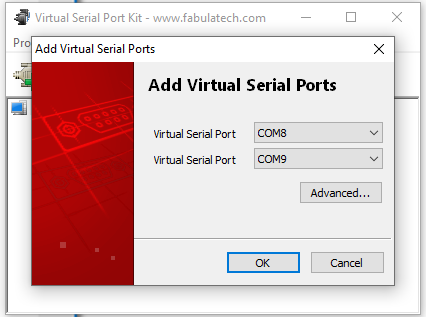 Virtual Serial Port Kit - www.fabulatech.com
Pro
Add Virtual Serial Ports
Add Virtual Serial Ports
Virtual Serial Port COM8
Virtual Serial Port COM9
Advanced...
OK Cancel